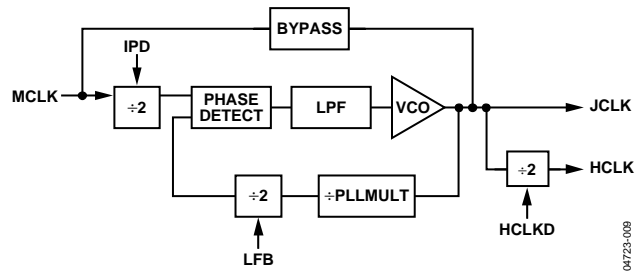 BYPASS
IPD
MCLK
÷2
PHASE
DETECT
LPF
VCO
JCLK
÷2
÷PLLMULT
÷2
HCLK
LFB
HCLKD
04723-009